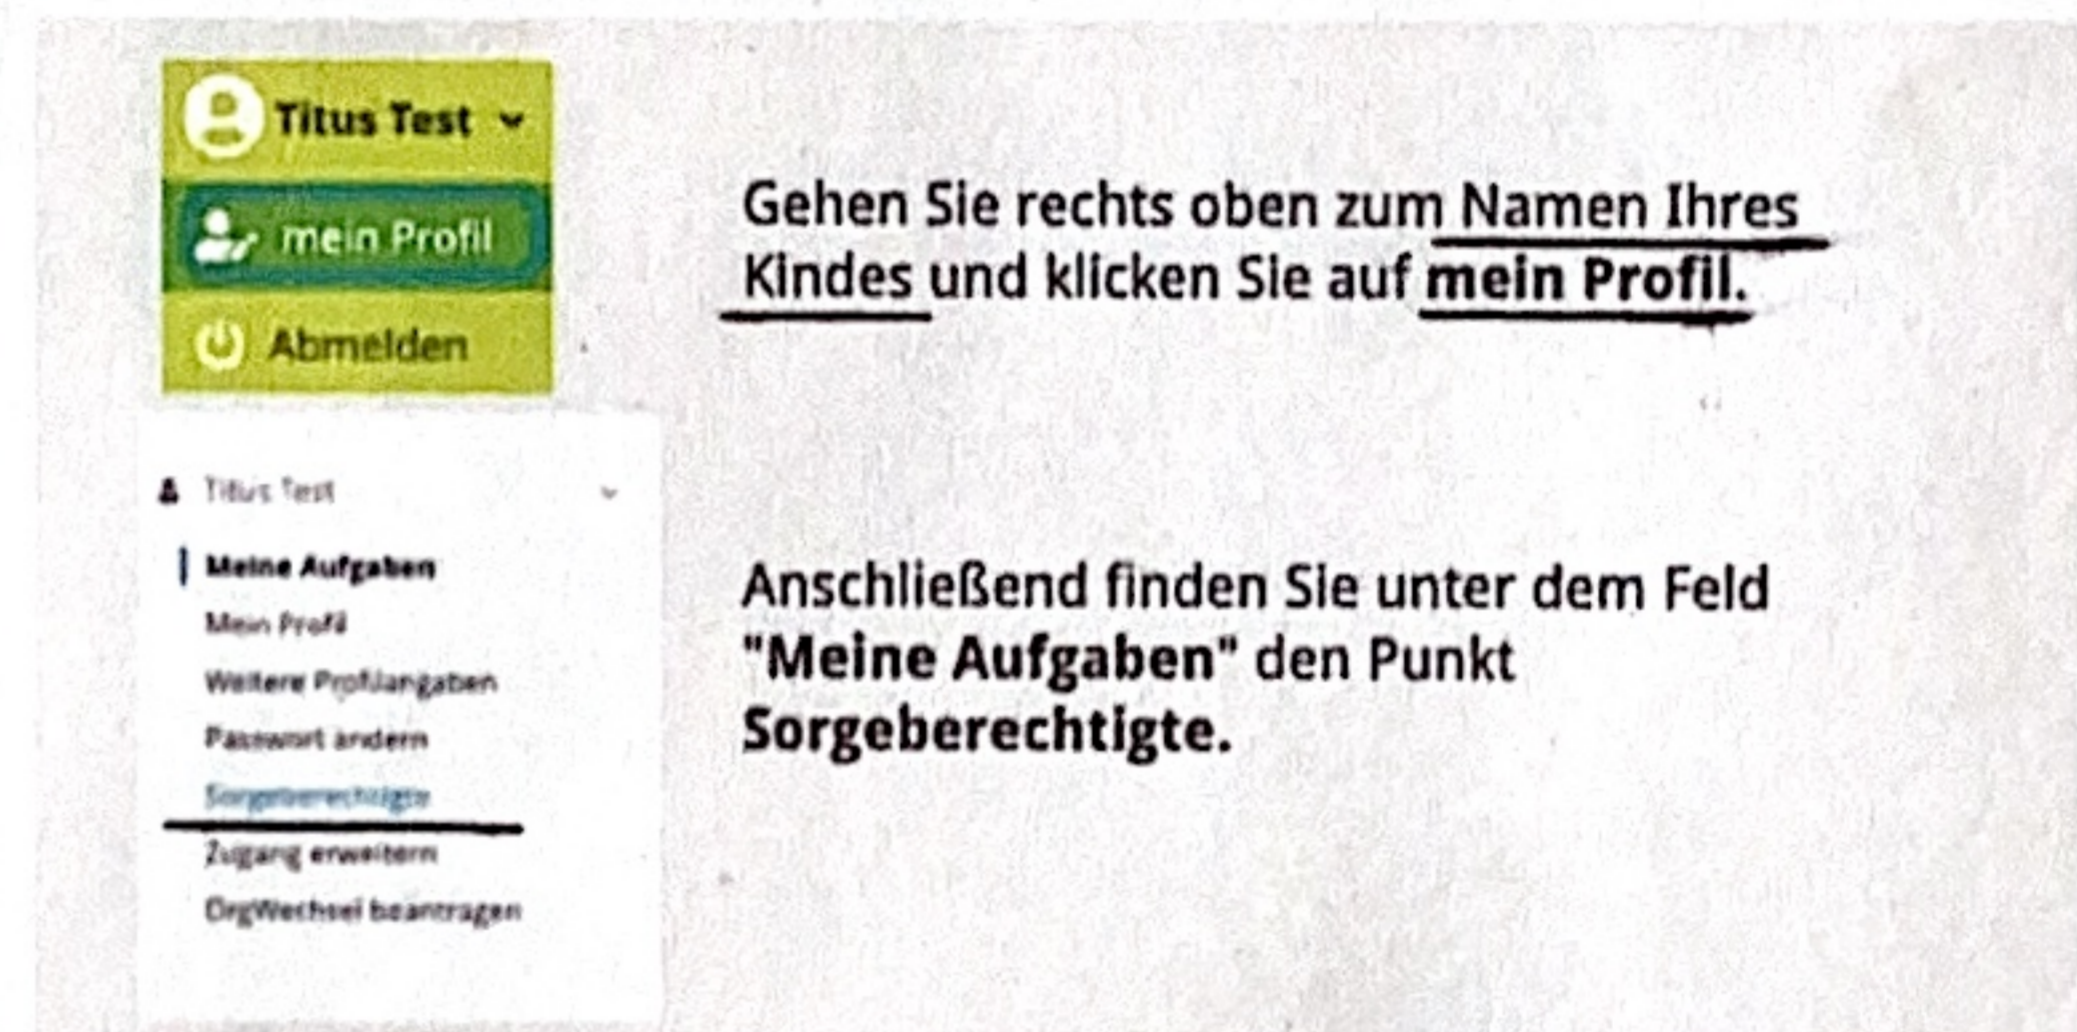 Titus Test
mein Profil
Abmelden
Gehen Sie rechts oben zum Namen Ihres
Kindes und klicken Sie auf mein Profil.
Titus Test
Meine Aufgaben
Mein Profil
Weitere Profilangaben
Passwort ändern
Sorgeberechtigte
Zugang erweitern
OrgWechsel beantragen
Anschließend finden Sie unter dem Feld
"Meine Aufgaben" den Punkt
Sorgeberechtigte.